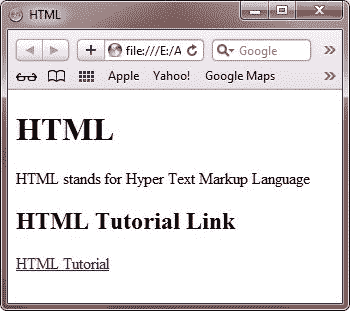 HTML
file:///E:/A
Google
Apple Yahoo! Google Maps
HTML
HTML stands for Hyper Text Markup Language
HTML Tutorial Link
HTML Tutorial